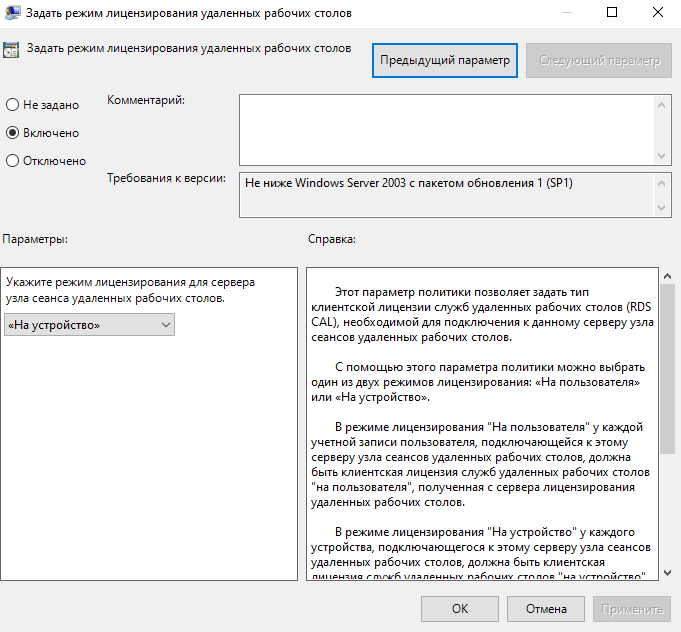 Задать режим лицензирования удаленных рабочих столов
Задать режим лицензирования удаленных рабочих столов
Предыдущий параметр
Следующий параметр
Не задано
Включено
Отключено
Комментарий:
Требования к версии:
Не ниже Windows Server 2003 с пакетом обновления 1 (SP1)
Параметры:
Справка:
Укажите режим лицензирования для сервера
узла сеанса удаленных рабочих столов.
«На устройство»
Этот параметр политики позволяет задать тип
клиентской лицензии служб удаленных рабочих столов (RDS
CAL), необходимой для подключения к данному серверу узла
сеансов удаленных рабочих столов.
С помощью этого параметра политики можно выбрать
один из двух режимов лицензирования: «На пользователя»
или «На устройство».
В режиме лицензирования "На пользователя" у каждой
учетной записи пользователя, подключающейся к этому
серверу узла сеансов удаленных рабочих столов, должна
быть клиентская лицензия служб удаленных рабочих столов
"на пользователя", полученная с сервера лицензирования
удаленных рабочих столов.
В режиме лицензирования "На устройство" у каждого
устройства, подключающегося к этому серверу узла сеансов
удаленных рабочих столов, должна быть клиентская
лицензия служб удаленных рабочих столов "на устройство"
ОК
Отмена
Применить